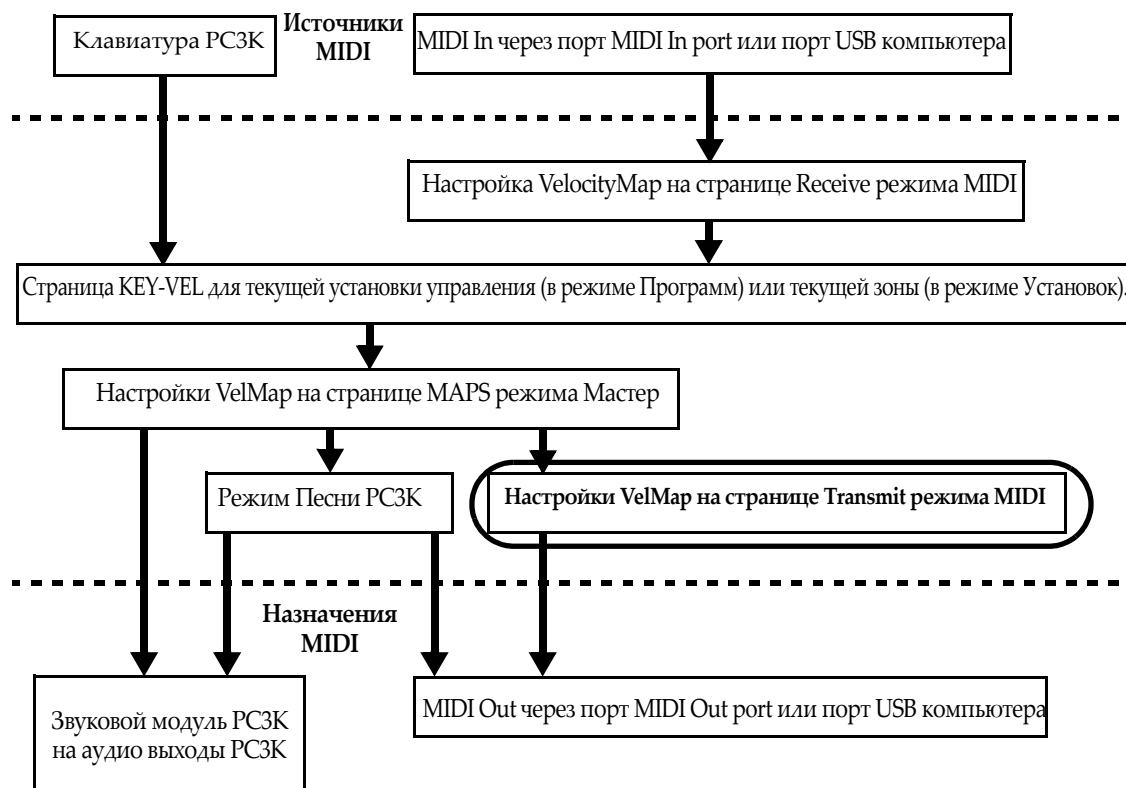 Клавиатура PC3K
Источники
MIDI
MIDI In через порт MIDI In port или порт USB компьютера
Настройка VelocityMap на странице Receive режима MIDI
Страница KEY-VEL для текущей установки управления (в режиме Программ) или текущей зоны (в режиме Установок).
Настройки VelMap на странице MAPS режима Мастер
Режим Песни PC3K
Настройки VelMap на странице Transmit режима MIDI
Назначения
MIDI
Звуковой модуль PC3K
на аудио выходы PC3K
MIDI Out через порт MIDI Out port или порт USB компьютера